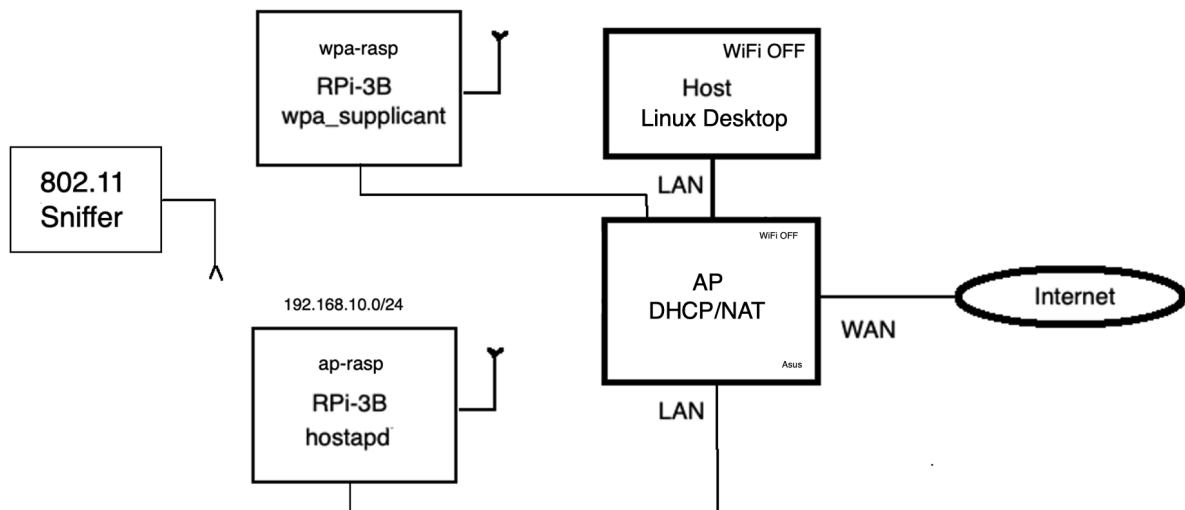 wpa-rasp
RPi-3B
wpa_supplicant
WiFi OFF
Host
Linux Desktop
802.11
Sniffer
LAN
WiFi OFF
AP
DHCP/NAT
Asus
Internet
WAN
192.168.10.0/24
ap-rasp
RPi-3B
hostapd
LAN